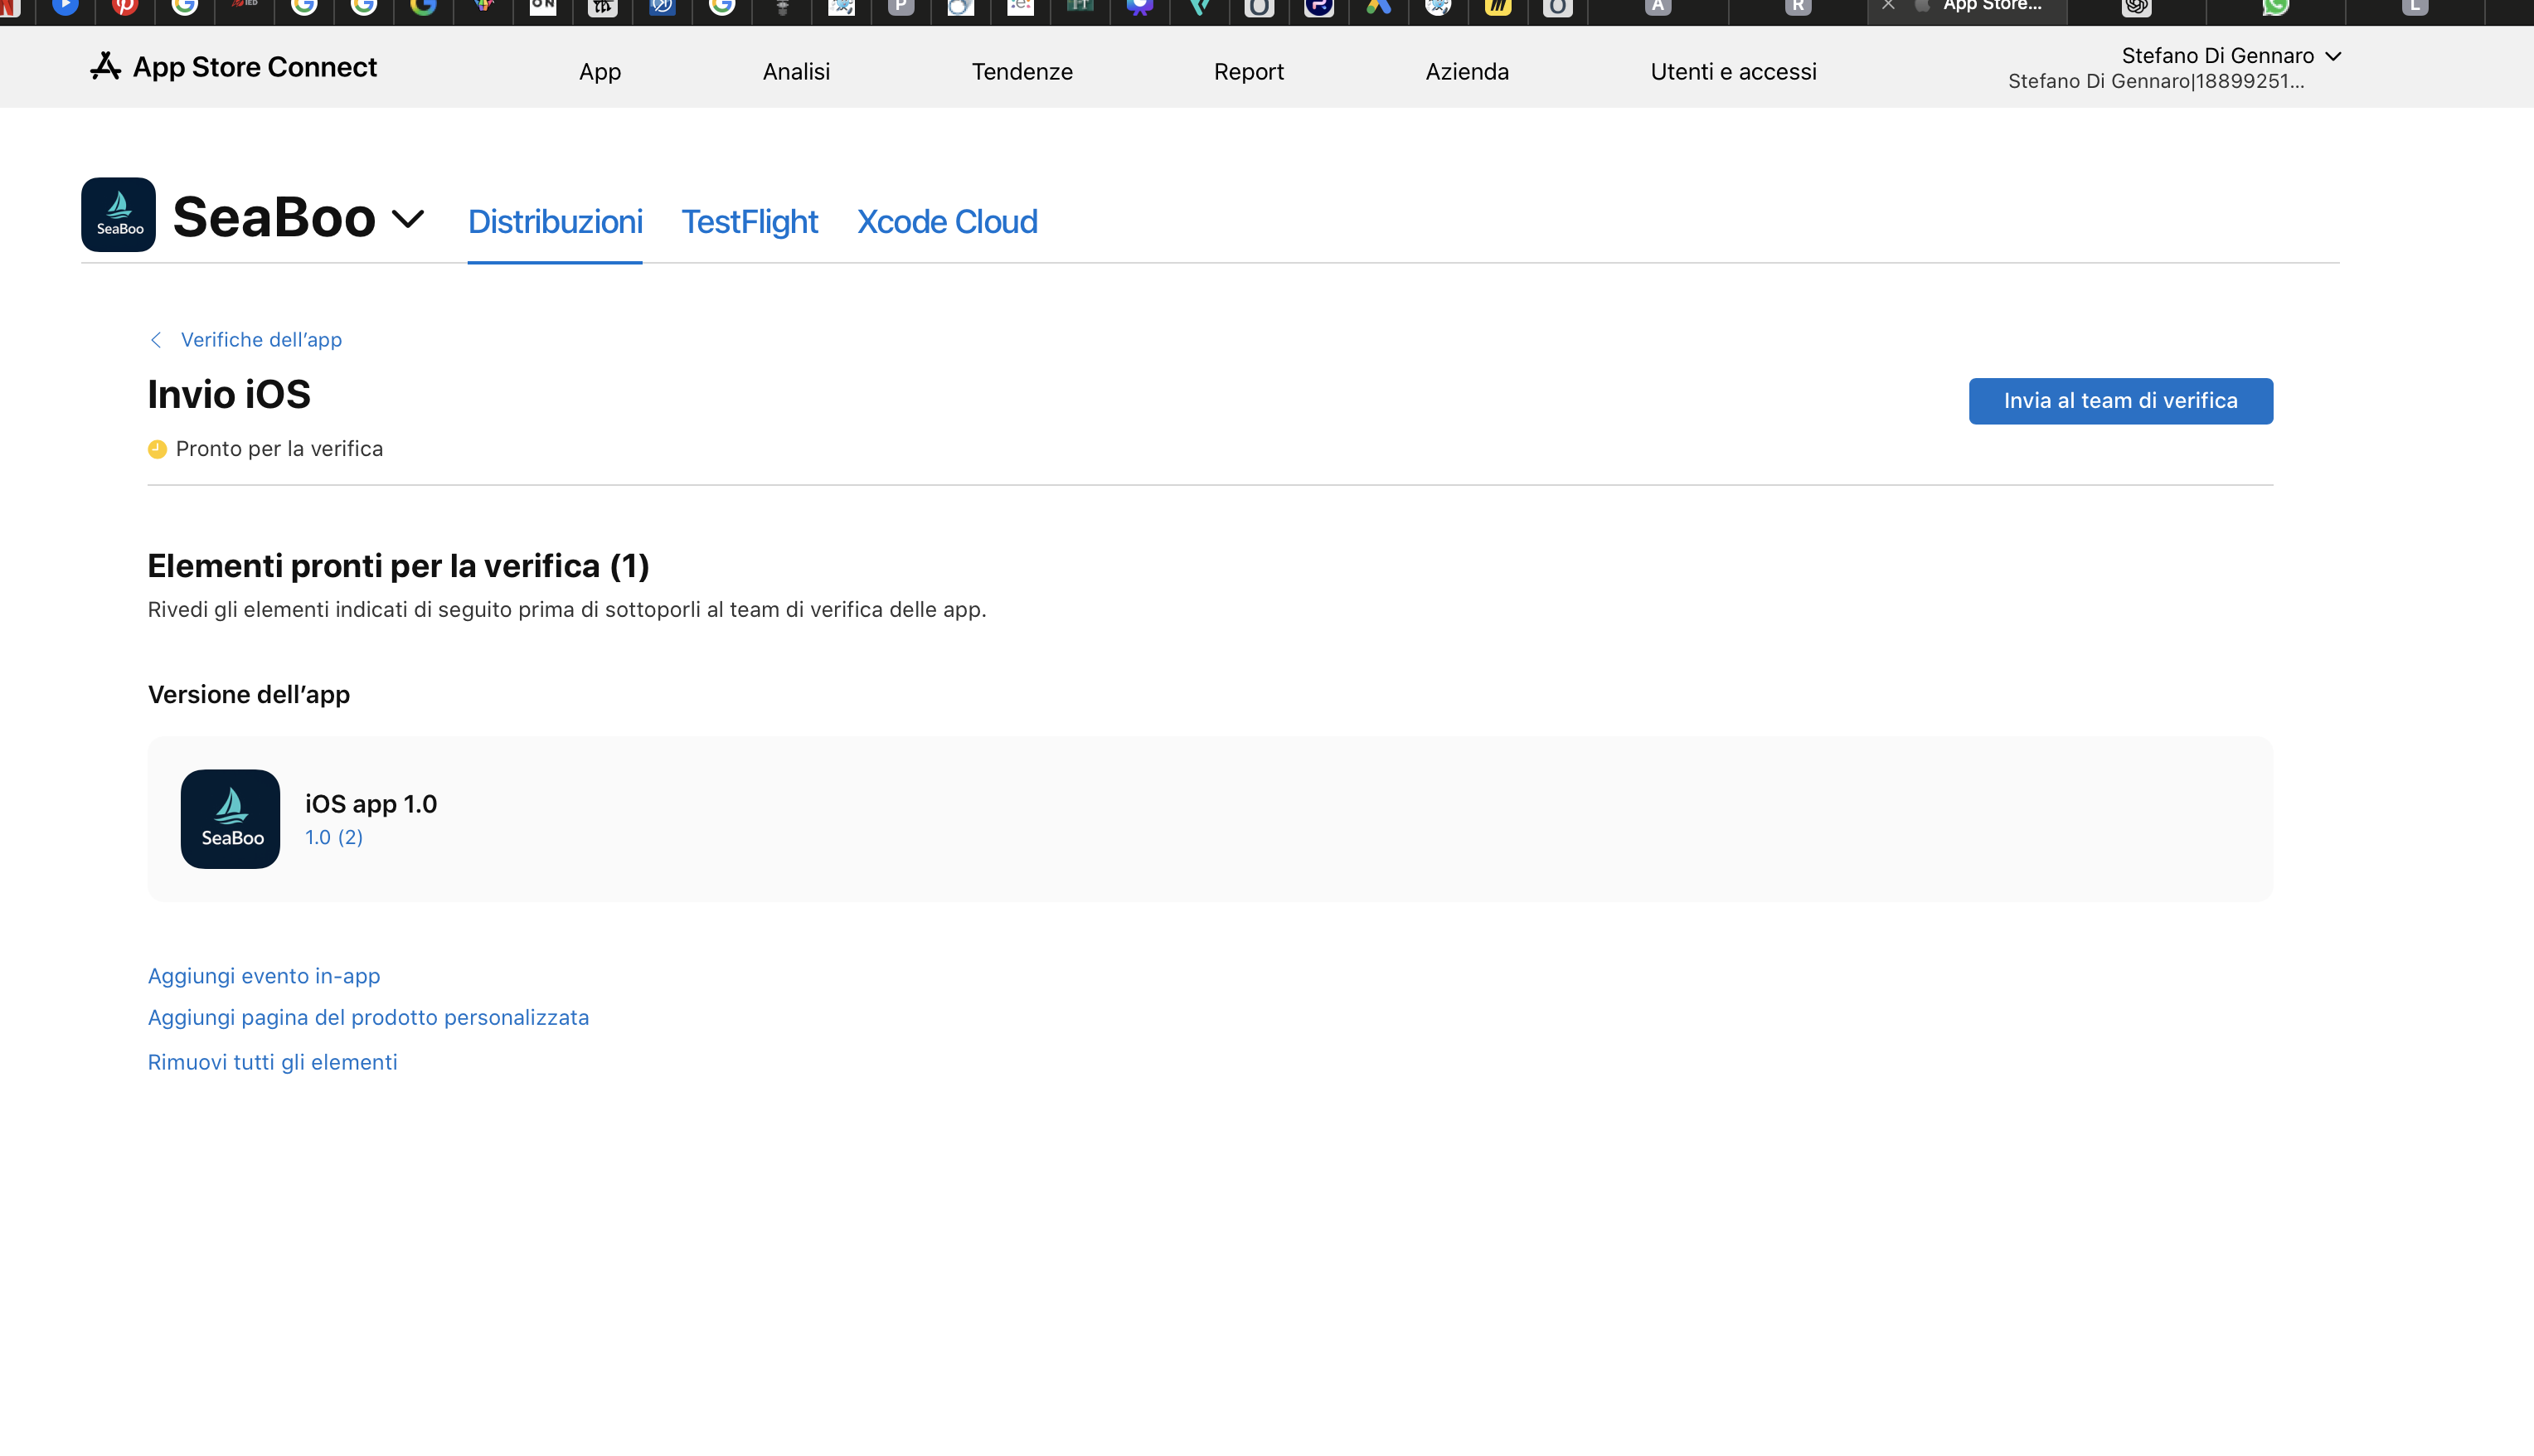 App Store...
App Store Connect
App
Analisi
Tendenze
Report
Azienda
Utenti e accessi
Stefano Di Gennaro
Stefano Di Gennaro|18899251...
SeaBoo
SeaBoo
Distribuzioni
TestFlight
Xcode Cloud
Verifiche dell’app
Invio iOS
Invia al team di verifica
Pronto per la verifica
Elementi pronti per la verifica (1)
Rivedi gli elementi indicati di seguito prima di sottoporli al team di verifica delle app.
Versione dell’app
SeaBoo
iOS app 1.0
1.0 (2)
Aggiungi evento in-app
Aggiungi pagina del prodotto personalizzata
Rimuovi tutti gli elementi